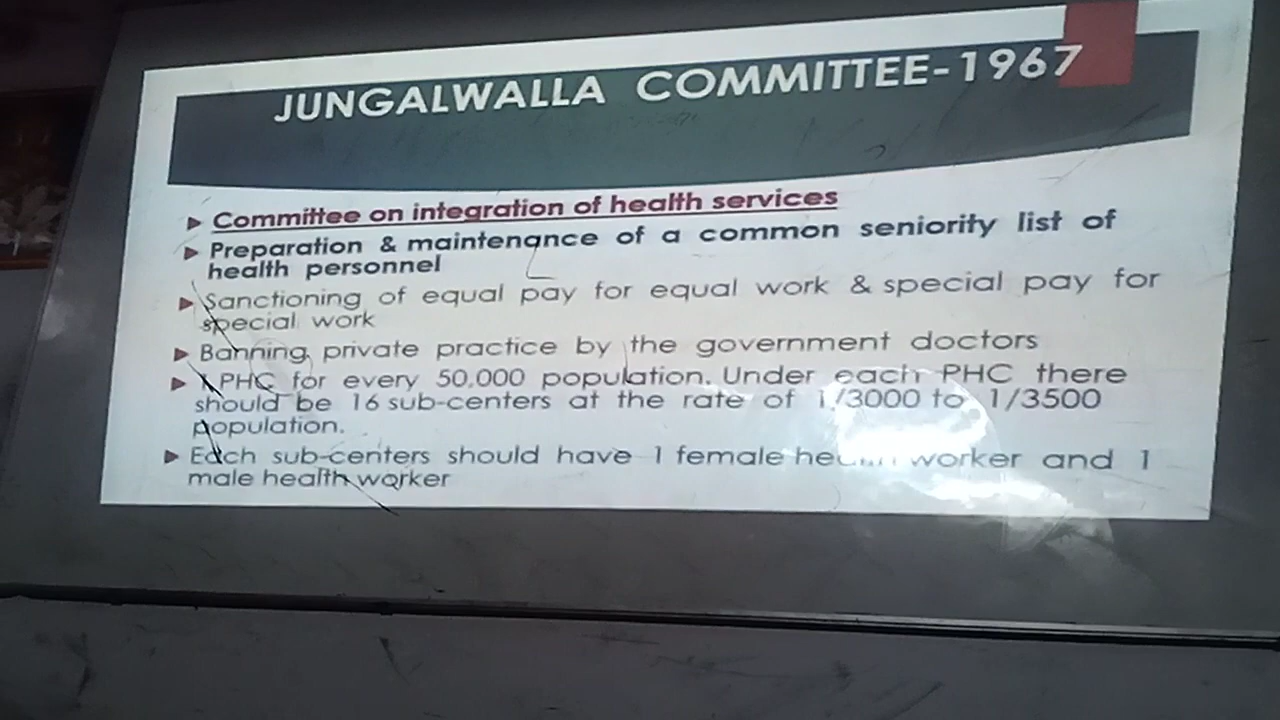 JUNGALWALLA COMMITTEE-1967
Committee on integration of health services
Preparation & maintenance of a common seniority list of
health personnel
Sanctioning of equal pay for equal work & special pay for
special work
Banning private practice by the government doctors
1 PHC for every 50,000 population. Under each PHC there
should be 16 sub-centers at the rate of 1/3000 to 1/3500
population.
Each sub-centers should have 1 female health worker and 1
male health worker